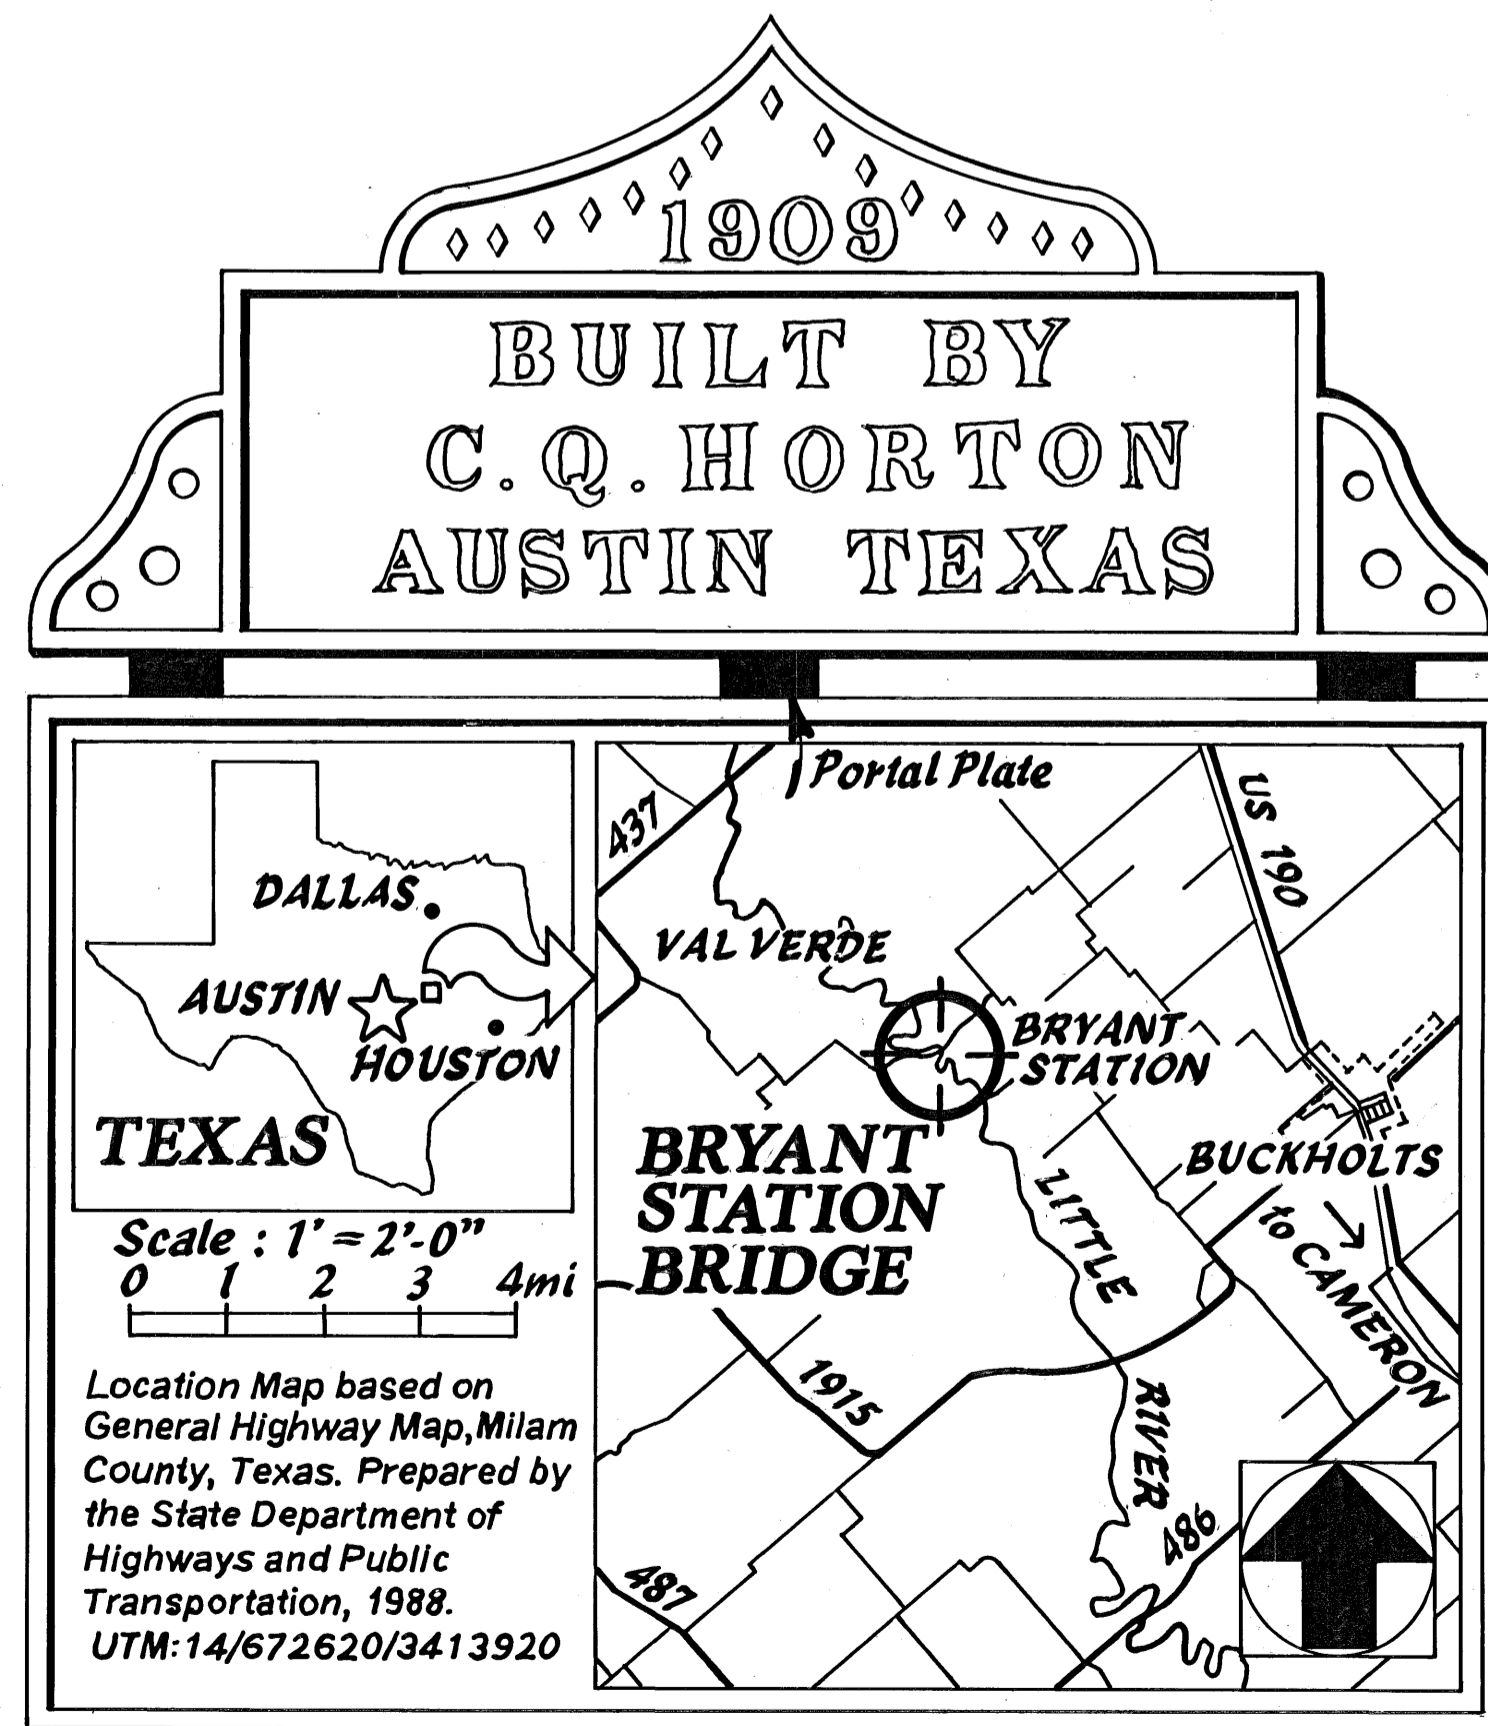 1909
BUILT BY
C.Q. HORTON
AUSTIN TEXAS
Portal Plate
DALLAS
AUSTIN
HOUSTON
TEXAS
Scale : 1' = 2'-0"
0 1 2 3 4mi
Location Map based on
General Highway Map, Milam
County, Texas. Prepared by
the State Department of
Highways and Public
Transportation, 1988.
UTM:14/672620/3413920
437
US 190
VAL VERDE
BRYANT
STATION
BRYANT
STATION
BRIDGE
BUCKHOLTS
LITTLE
to CAMERON
1915
RIVER
486
487